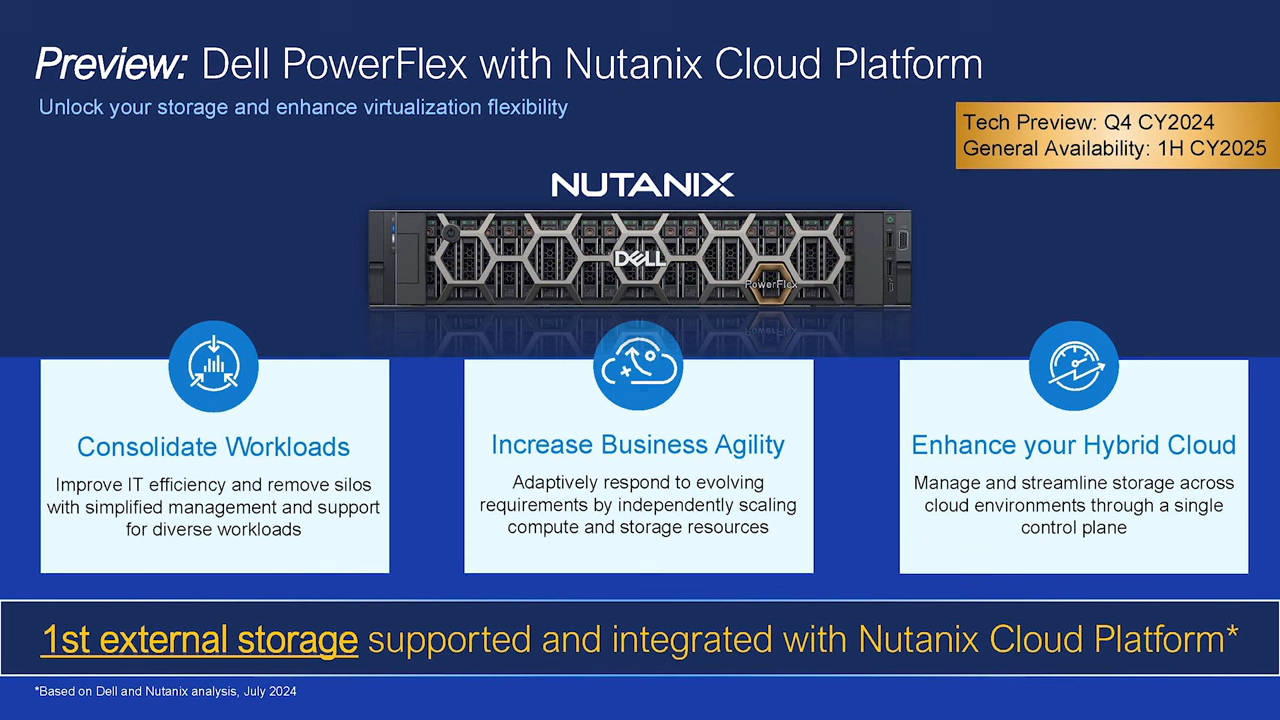 Preview: Dell PowerFlex with Nutanix Cloud Platform
Unlock your storage and enhance virtualization flexibility
Tech Preview: Q4 CY2024
General Availability: 1H CY2025
NUTANIX
DELL
PowerFlex
Consolidate Workloads
Improve IT efficiency and remove silos
with simplified management and support
for diverse workloads
Increase Business Agility
Adaptively respond to evolving
requirements by independently scaling
compute and storage resources
Enhance your Hybrid Cloud
Manage and streamline storage across
cloud environments through a single
control plane
1st external storage supported and integrated with Nutanix Cloud Platform*
*Based on Dell and Nutanix analysis, July 2024